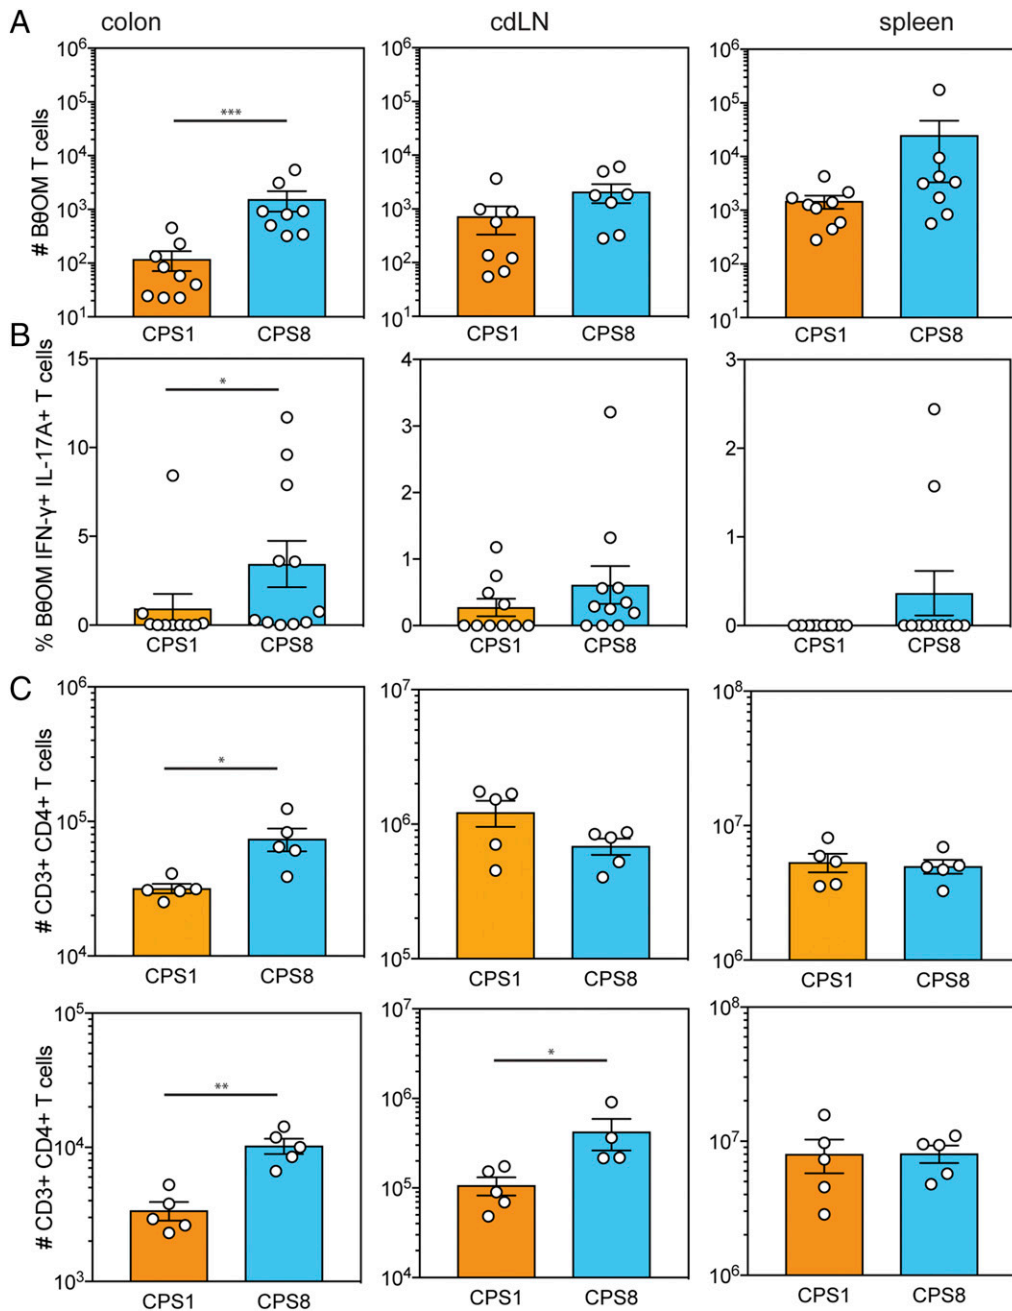 A colon cdLN spleen
# BθOM T cells
10⁶ 10⁵ 10⁴ 10³ 10² 10¹
***
CPS1 CPS8
10⁶ 10⁵ 10⁴ 10³ 10² 10¹
CPS1 CPS8
10⁶ 10⁵ 10⁴ 10³ 10² 10¹
CPS1 CPS8
B
% BθOM IFN-γ+ IL-17A+ T cells
15 10 5 0
*
CPS1 CPS8
4 3 2 1 0
CPS1 CPS8
3 2 1 0
CPS1 CPS8
C
# CD3+ CD4+ T cells
10⁶ 10⁵ 10⁴
*
CPS1 CPS8
10⁷ 10⁶ 10⁵
CPS1 CPS8
10⁸ 10⁷ 10⁶
CPS1 CPS8
# CD3+ CD4+ T cells
10⁵ 10⁴ 10³
**
CPS1 CPS8
10⁷ 10⁶ 10⁵ 10⁴
*
CPS1 CPS8
10⁸ 10⁷ 10⁶
CPS1 CPS8